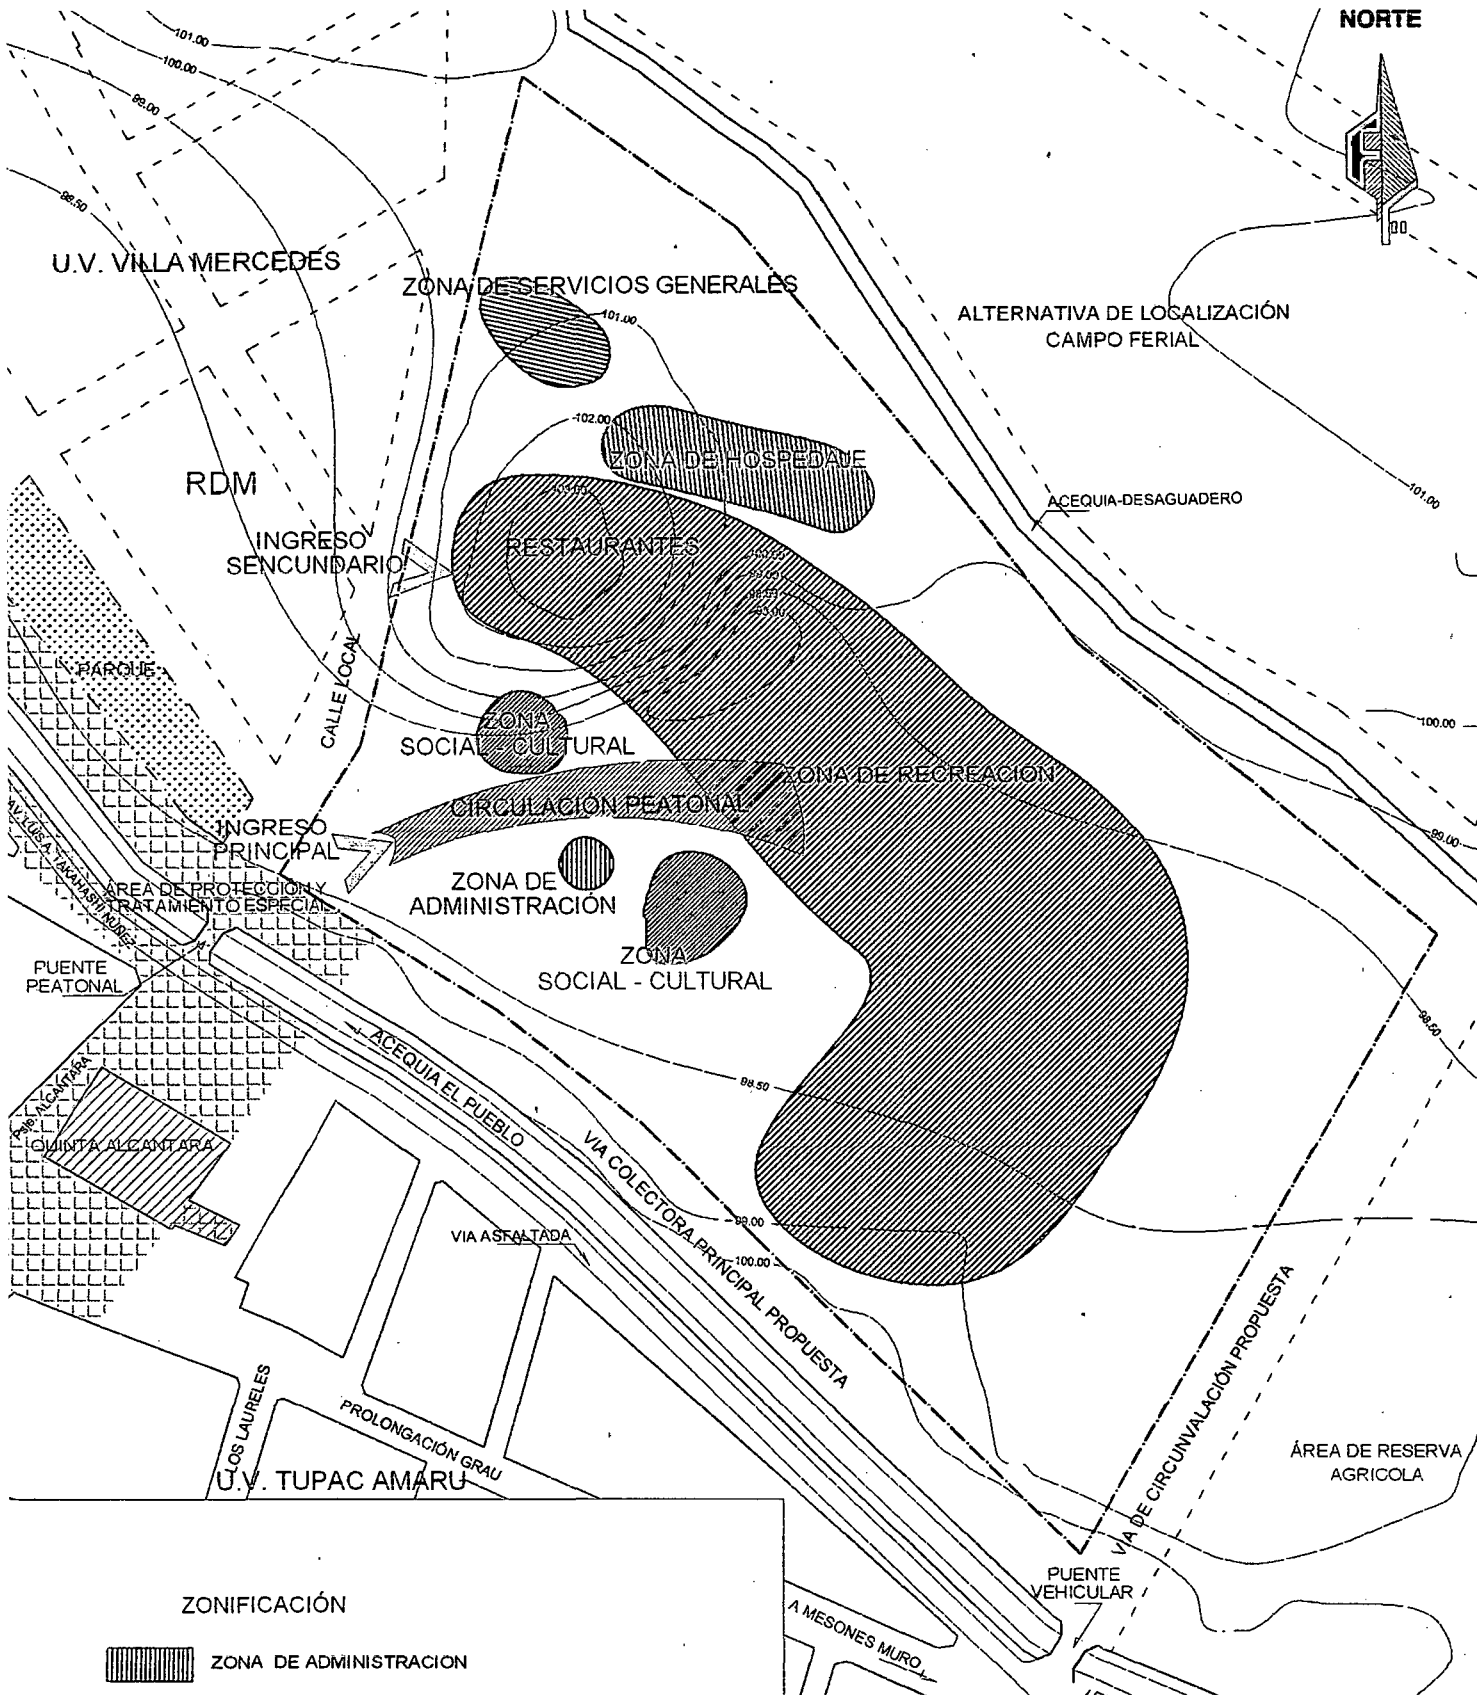 NORTE
101.00
100.00
99.00
98.50
U.V. VILLA MERCEDES
ZONA DE SERVICIOS GENERALES
101.00
ALTERNATIVA DE LOCALIZACIÓN
CAMPO FERIAL
102.00
ZONA DE HOSPEDAJE
RDM
101.00
ACEQUIA-DESAGUADERO
INGRESO
SENCUNDARIO
RESTAURANTES
PARQUE
CALLE LOCAL
ZONA
SOCIAL - CULTURAL
100.00
ZONA DE RECREACIÓN
CIRCULACIÓN PEATONAL
INGRESO
PRINCIPAL
99.00
ZONA DE
ADMINISTRACIÓN
ÁREA DE PROTECCIÓN Y
TRATAMIENTO ESPECIAL
ZONA
SOCIAL - CULTURAL
PUENTE
PEATONAL
98.50
ACEQUIA EL PUEBLO
98.50
Psje. ALCANTARA
QUINTA ALCANTARA
VIA COLECTORA PRINCIPAL PROPUESTA
99.00
VIA ASFALTADA
100.00
VIA DE CIRCUNVALACIÓN PROPUESTA
LOS LAURELES
PROLONGACIÓN GRAU
ÁREA DE RESERVA
AGRICOLA
U.V. TUPAC AMARU
PUENTE
VEHICULAR
A MESONES MURO
ZONIFICACIÓN
ZONA DE ADMINISTRACION